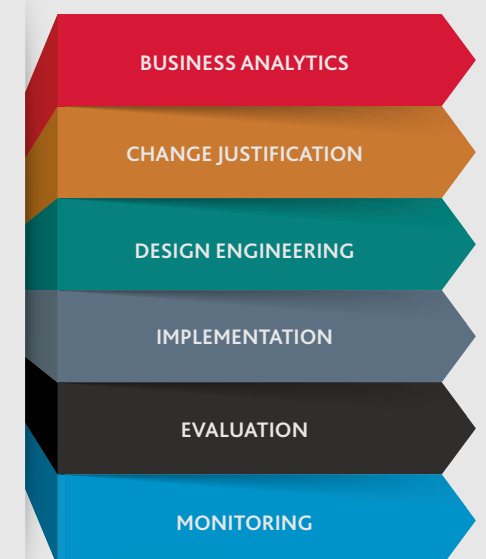 BUSINESS ANALYTICS
CHANGE JUSTIFICATION
DESIGN ENGINEERING
IMPLEMENTATION
EVALUATION
MONITORING